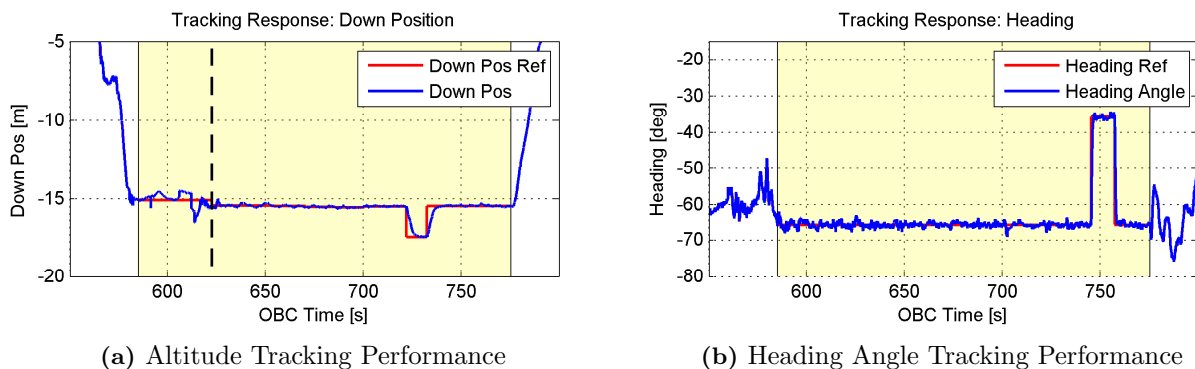 Tracking Response: Down Position
-5
-10
-15
-20
Down Pos [m]
Down Pos Ref
Down Pos
600
650
700
750
OBC Time [s]
(a) Altitude Tracking Performance
Tracking Response: Heading
-20
-30
-40
-50
-60
-70
-80
Heading [deg]
Heading Ref
Heading Angle
600
650
700
750
OBC Time [s]
(b) Heading Angle Tracking Performance